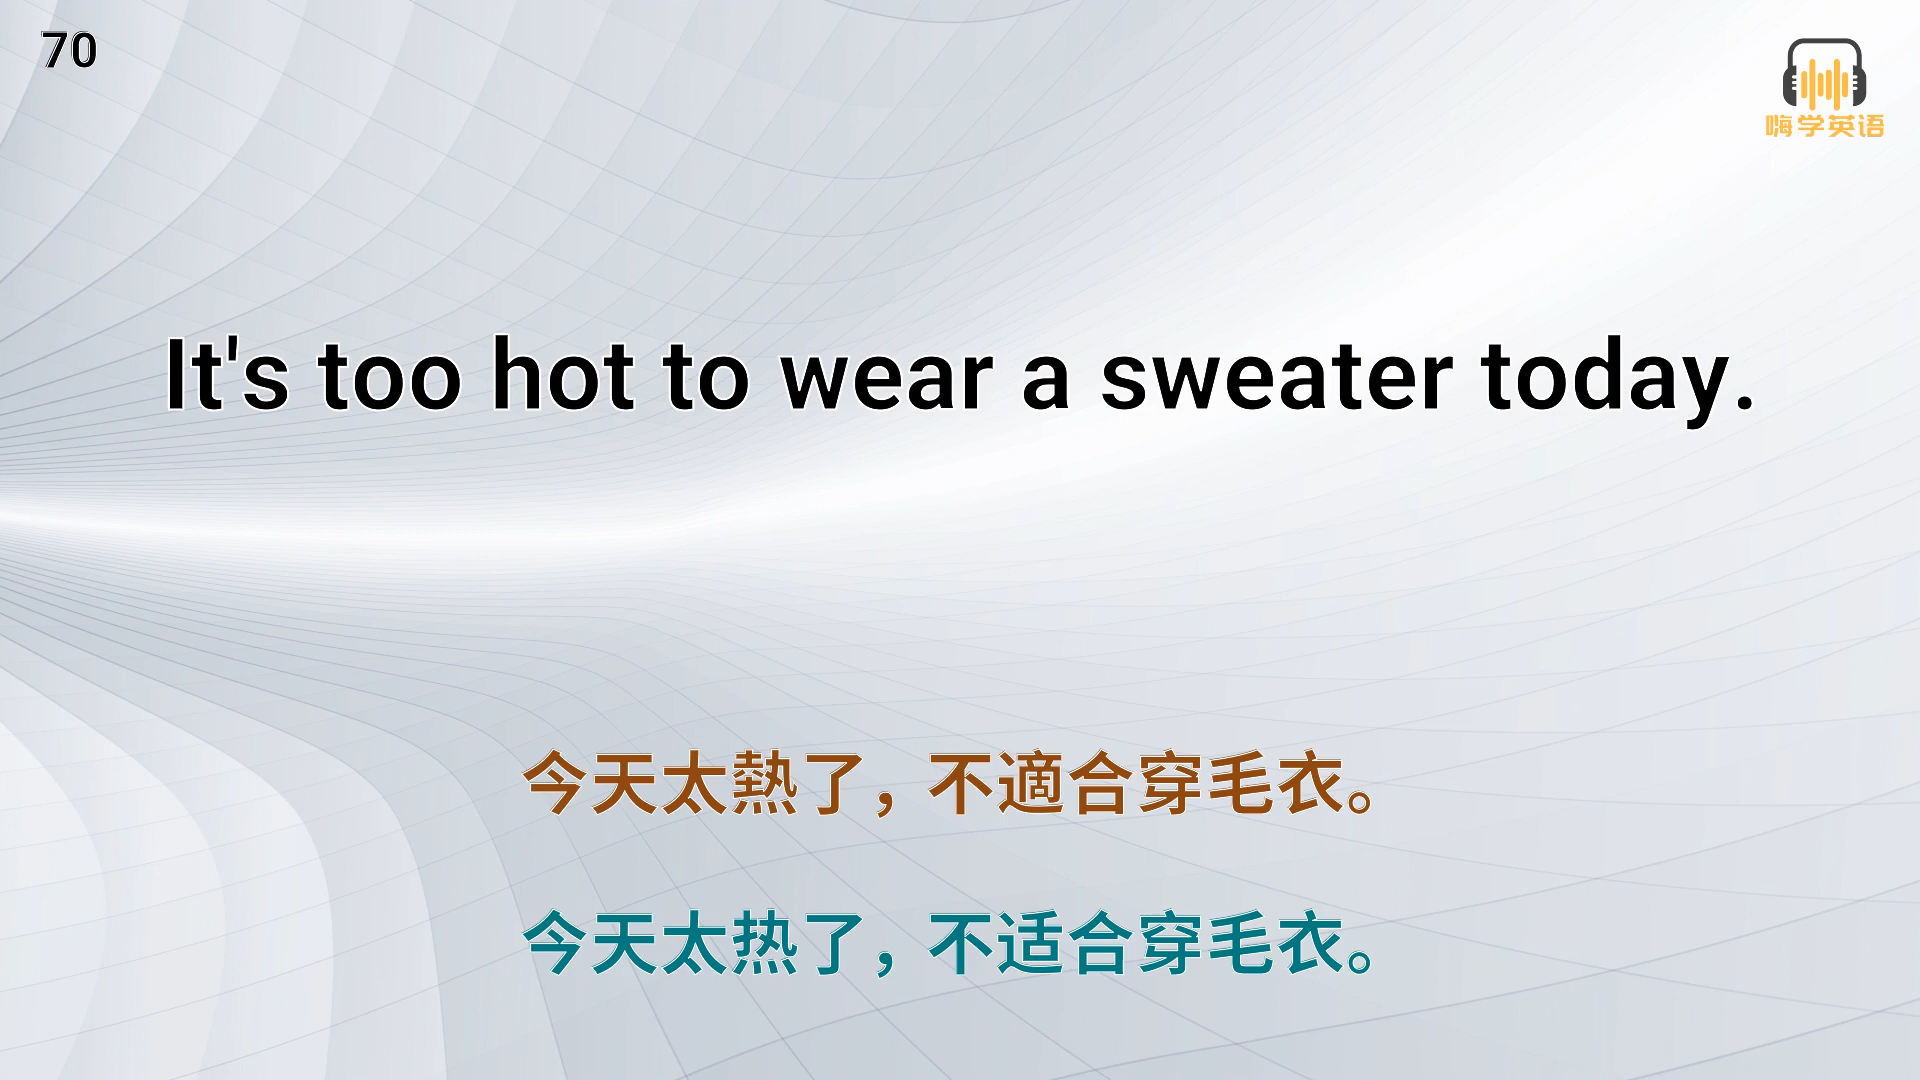 70
嗨学英语
It's too hot to wear a sweater today.
今天太熱了，不適合穿毛衣。
今天太热了，不适合穿毛衣。